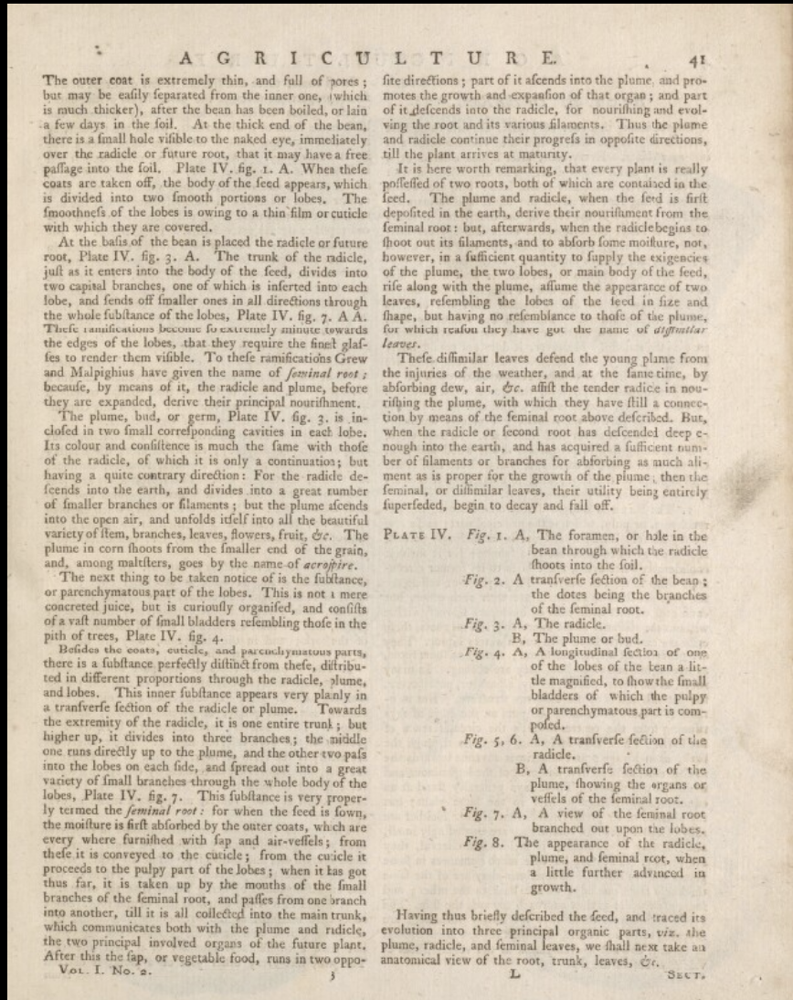 AGRICULTURE. 41
The outer coat is extremely thin, and full of pores;
but may be easily separated from the inner one, (which
is much thicker), after the bean has been boiled, or lain
a few days in the soil. At the thick end of the bean,
there is a ſmall hole viſible to the naked eye, immediately
over the radicle or future root, that it may have a free
paſſage into the ſoil. Plate IV. fig. 1. A. When theſe
coats are taken off, the body of the ſeed appears, which
is divided into two ſmooth portions or lobes. The
ſmoothneſs of the lobes is owing to a thin film or cuticle
with which they are covered.
At the baſis of the bean is placed the radicle or future
root, Plate IV. fig. 3. A. The trunk of the radicle,
juſt as it enters into the body of the ſeed, divides into
two capital branches, one of which is inſerted into each
lobe, and ſends off ſmaller ones in all directions through
the whole ſubſtance of the lobes, Plate IV. fig. 7. A A.
Theſe ramifications become ſo extremely minute towards
the edges of the lobes, that they require the fineſt glaſ-
ſes to render them viſible. To theſe ramifications Grew
and Malpighius have given the name of ſeminal root;
becauſe, by means of it, the radicle and plume, before
they are expanded, derive their principal nouriſhment.
The plume, bud, or germ, Plate IV. fig. 3. is in-
cloſed in two ſmall correſponding cavities in each lobe.
Its colour and conſiſtence is much the ſame with thoſe
of the radicle, of which it is only a continuation; but
having a quite contrary direction: For the radicle de-
ſcends into the earth, and divides into a great number
of ſmaller branches or filaments; but the plume aſcends
into the open air, and unfolds itſelf into all the beautiful
variety of ſtem, branches, leaves, flowers, fruit, &c. The
plume in corn ſhoots from the ſmaller end of the grain,
and, among maltſters, goes by the name of acroſpire.
The next thing to be taken notice of is the ſubſtance,
or parenchymatous part of the lobes. This is not a mere
concreted juice, but is curiouſly organiſed, and conſiſts
of a vaſt number of ſmall bladders reſembling thoſe in the
pith of trees, Plate IV. fig. 4.
Beſides the coats, cuticle, and parenchymatous parts,
there is a ſubſtance perfectly diſtinct from theſe, diſtribu-
ted in different proportions through the radicle, plume,
and lobes. This inner ſubſtance appears very plainly in
a tranſverſe ſection of the radicle or plume. Towards
the extremity of the radicle, it is one entire trunk; but
higher up, it divides into three branches; the middle
one runs directly up to the plume, and the other two paſs
into the lobes on each ſide, and ſpread out into a great
variety of ſmall branches through the whole body of the
lobes, Plate IV. fig. 7. This ſubſtance is very proper-
ly termed the ſeminal root: for when the ſeed is ſown,
the moiſture is firſt abſorbed by the outer coats, which are
every where furniſhed with ſap and air-veſſels; from
theſe it is conveyed to the cuticle; from the cuticle it
proceeds to the pulpy part of the lobes; when it has got
thus far, it is taken up by the mouths of the ſmall
branches of the ſeminal root, and paſſes from one branch
into another, till it is all collected into the main trunk,
which communicates both with the plume and radicle,
the two principal involved organs of the future plant.
After this the ſap, or vegetable food, runs in two oppo-
VOL. I. No. 2. 3
ſite directions; part of it aſcends into the plume, and pro-
motes the growth and expanſion of that organ; and part
of it deſcends into the radicle, for nouriſhing and evol-
ving the root and its various filaments. Thus the plume
and radicle continue their progreſs in oppoſite directions,
till the plant arrives at maturity.
It is here worth remarking, that every plant is really
poſſeſſed of two roots, both of which are contained in the
ſeed. The plume and radicle, when the ſeed is firſt
depoſited in the earth, derive their nouriſhment from the
ſeminal root: but, afterwards, when the radicle begins to
ſhoot out its filaments, and to abſorb ſome moiſture, not,
however, in a ſufficient quantity to ſupply the exigencies
of the plume, the two lobes, or main body of the ſeed,
riſe along with the plume, aſſume the appearance of two
leaves, reſembling the lobes of the ſeed in ſize and
ſhape, but having no reſemblance to thoſe of the plume,
for which reaſon they have got the name of diſſimilar
leaves.
Theſe diſſimilar leaves defend the young plume from
the injuries of the weather, and at the ſame time, by
abſorbing dew, air, &c. aſſiſt the tender radicle in nou-
riſhing the plume, with which they have ſtill a connec-
tion by means of the ſeminal root above deſcribed. But,
when the radicle or ſecond root has deſcended deep e-
nough into the earth, and has acquired a ſufficent num-
ber of filaments or branches for abſorbing as much ali-
ment as is proper for the growth of the plume; then the
ſeminal, or diſſimilar leaves, their utility being entirely
ſuperſeded, begin to decay and fall off.
PLATE IV. Fig. 1. A, The foramen, or hole in the
bean through which the radicle
ſhoots into the ſoil.
Fig. 2. A tranſverſe ſection of the bean;
the dotes being the branches
of the ſeminal root.
Fig. 3. A, The radicle.
B, The plume or bud.
Fig. 4. A, A longitudinal ſection of one
of the lobes of the bean a lit-
tle magnified, to ſhow the ſmall
bladders of which the pulpy
or parenchymatous part is com-
poſed.
Fig. 5, 6. A, A tranſverſe ſection of the
radicle.
B, A tranſverſe ſection of the
plume, ſhowing the organs or
veſſels of the ſeminal root.
Fig. 7. A, A view of the ſeminal root
branched out upon the lobes.
Fig. 8. The appearance of the radicle,
plume, and ſeminal root, when
a little further advanced in
growth.
Having thus briefly deſcribed the ſeed, and traced its
evolution into three principal organic parts, viz. the
plume, radicle, and ſeminal leaves, we ſhall next take an
anatomical view of the root, trunk, leaves, &c.
L SECT.